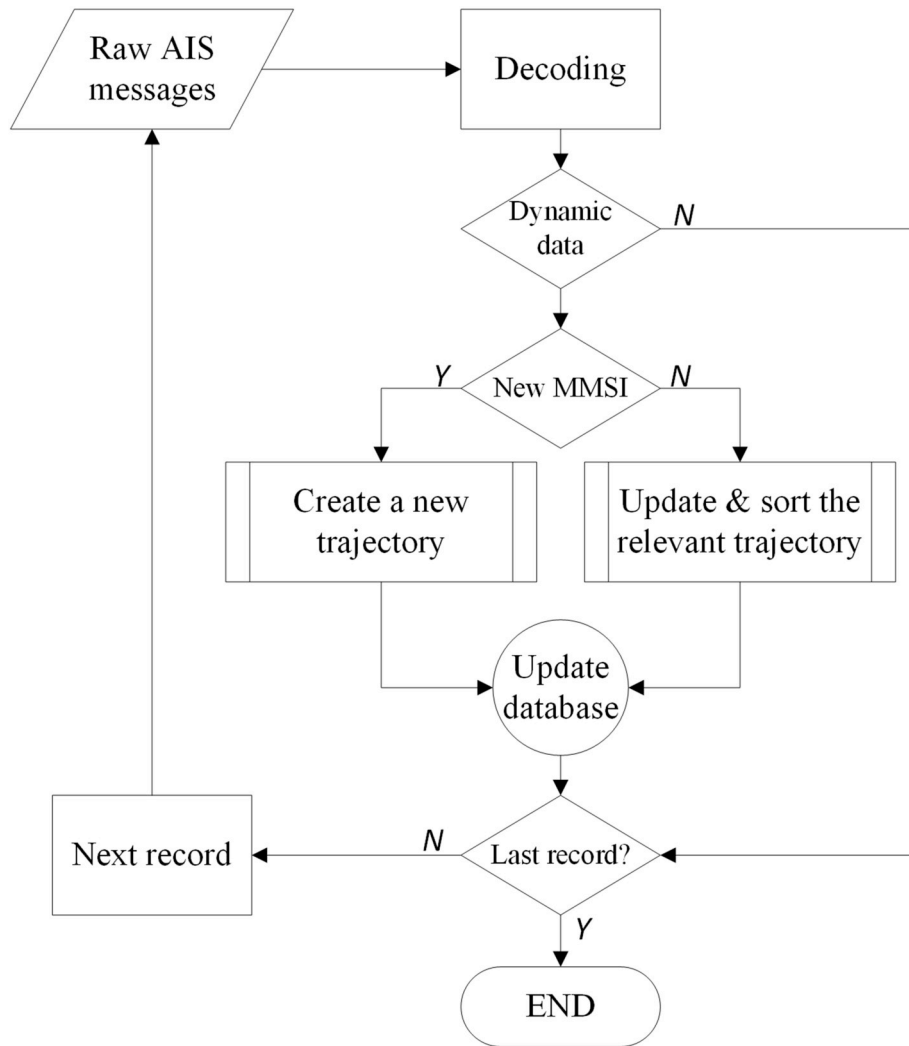 Raw AIS
messages
Decoding
Dynamic
data
N
New MMSI
Y
N
Create a new
trajectory
Update & sort the
relevant trajectory
Update
database
Next record
N
Last record?
Y
END